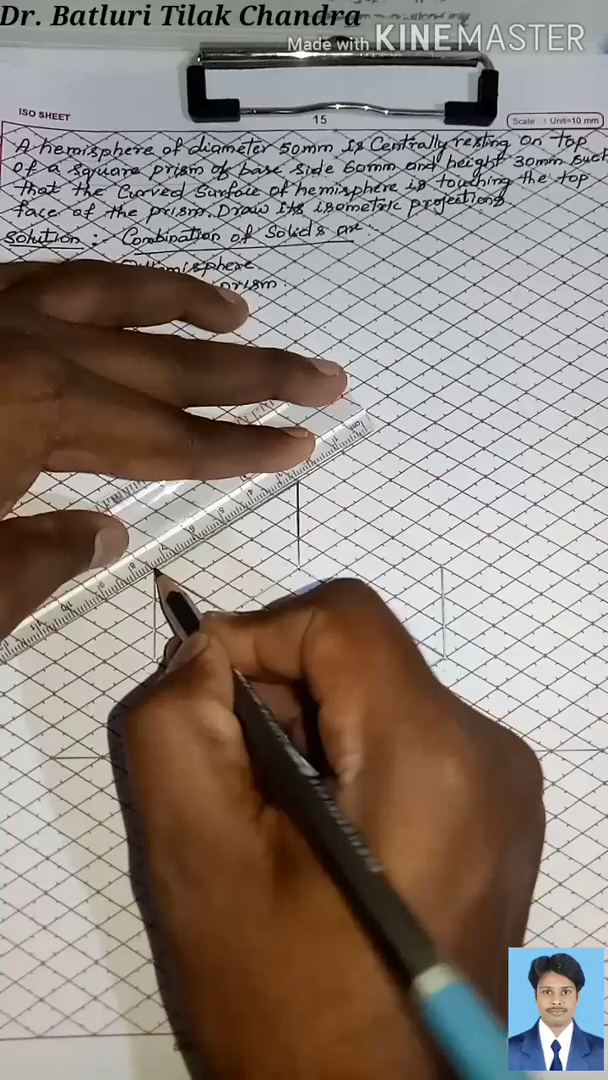 Dr. Batluri Tilak Chandra
Made with KINEMASTER
ISO SHEET
15
Scale : 1 Unit=10 mm
A hemisphere of diameter 50mm is Centrally resting on top
of a square prism of base side 60mm and height 30mm such
that the Curved Surface of hemisphere is touching the top
face of the prism. Draw its isometric projections
Solution :- Combination of Solids are :
Hemisphere
prism.